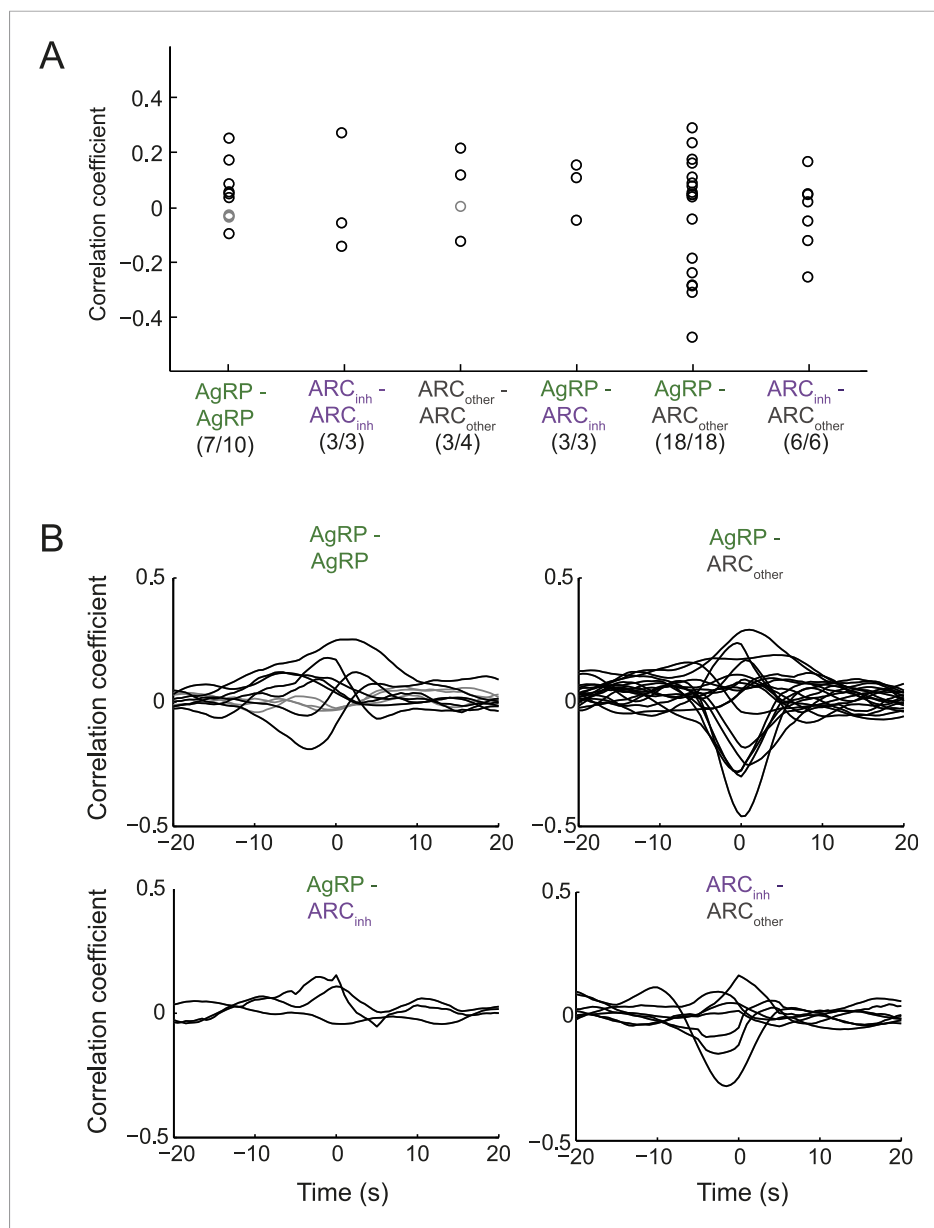 A
Correlation coefficient
0.4
0.2
0
−0.2
−0.4
AgRP -
AgRP
(7/10)
ARCinh -
ARCinh
(3/3)
ARCother -
ARCother
(3/4)
AgRP -
ARCinh
(3/3)
AgRP -
ARCother
(18/18)
ARCinh -
ARCother
(6/6)
B
AgRP -
AgRP
Correlation coefficient
0.5
0
−0.5
−20 −10 0 10 20
AgRP -
ARCother
0.5
0
−0.5
−20 −10 0 10 20
AgRP -
ARCinh
Correlation coefficient
0.5
0
−0.5
−20 −10 0 10 20
Time (s)
ARCinh -
ARCother
0.5
0
−0.5
−20 −10 0 10 20
Time (s)